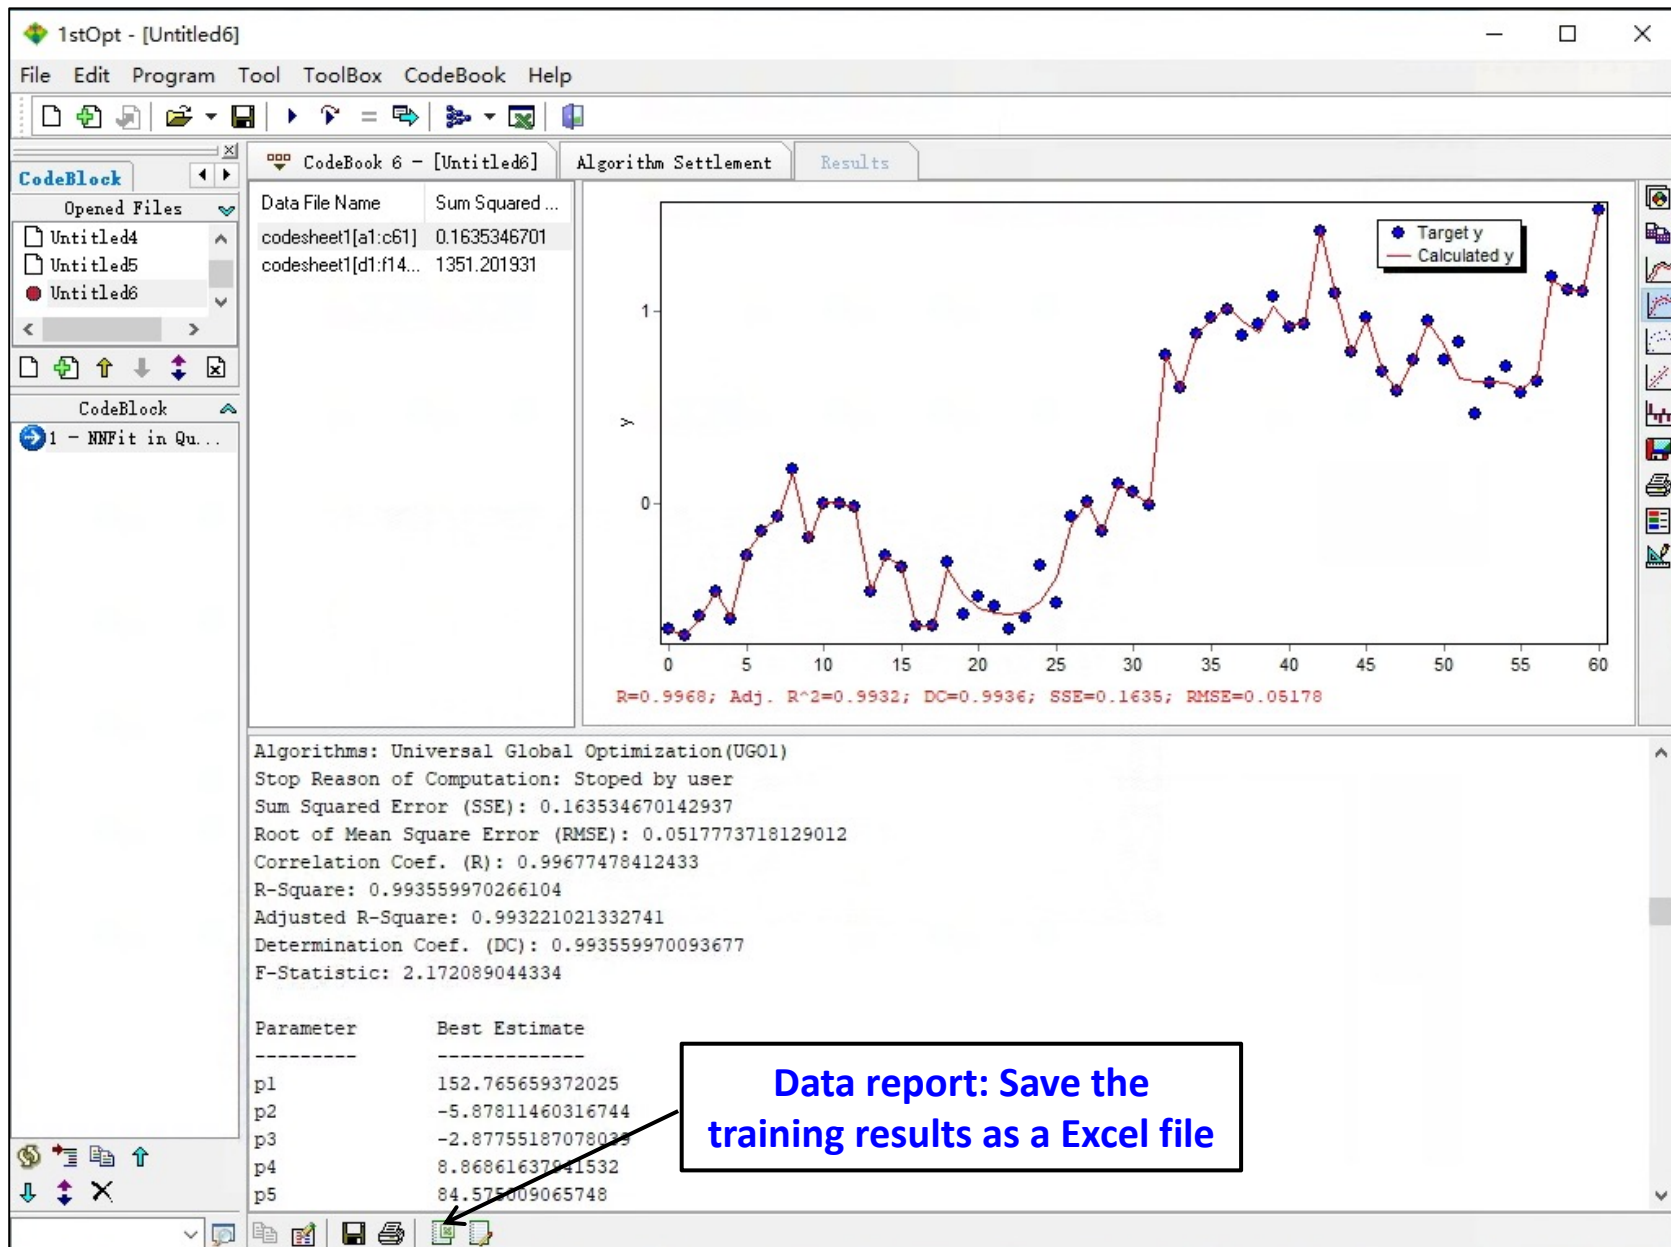 1stOpt - [Untitled6]
File Edit Program Tool ToolBox CodeBook Help
CodeBlock
Opened Files
Untitled4
Untitled5
Untitled6
CodeBlock
1 - NNFit in Qu...
CodeBook 6 - [Untitled6]
Algorithm Settlement
Results
Data File Name Sum Squared ...
codesheet1[a1:c61] 0.1635346701
codesheet1[d1:f14... 1351.201931
Target y
Calculated y
1
0
y
0 5 10 15 20 25 30 35 40 45 50 55 60
R=0.9968; Adj. R^2=0.9932; DC=0.9936; SSE=0.1635; RMSE=0.05178
Algorithms: Universal Global Optimization(UGO1)
Stop Reason of Computation: Stoped by user
Sum Squared Error (SSE): 0.163534670142937
Root of Mean Square Error (RMSE): 0.0517773718129012
Correlation Coef. (R): 0.99677478412433
R-Square: 0.993559970266104
Adjusted R-Square: 0.993221021332741
Determination Coef. (DC): 0.993559970093677
F-Statistic: 2.172089044334
Parameter Best Estimate
--------- -------------
p1 152.765659372025
p2 -5.87811460316744
p3 -2.87755187078039
p4 8.86861637941532
p5 84.575009065748
Data report: Save the
training results as a Excel file